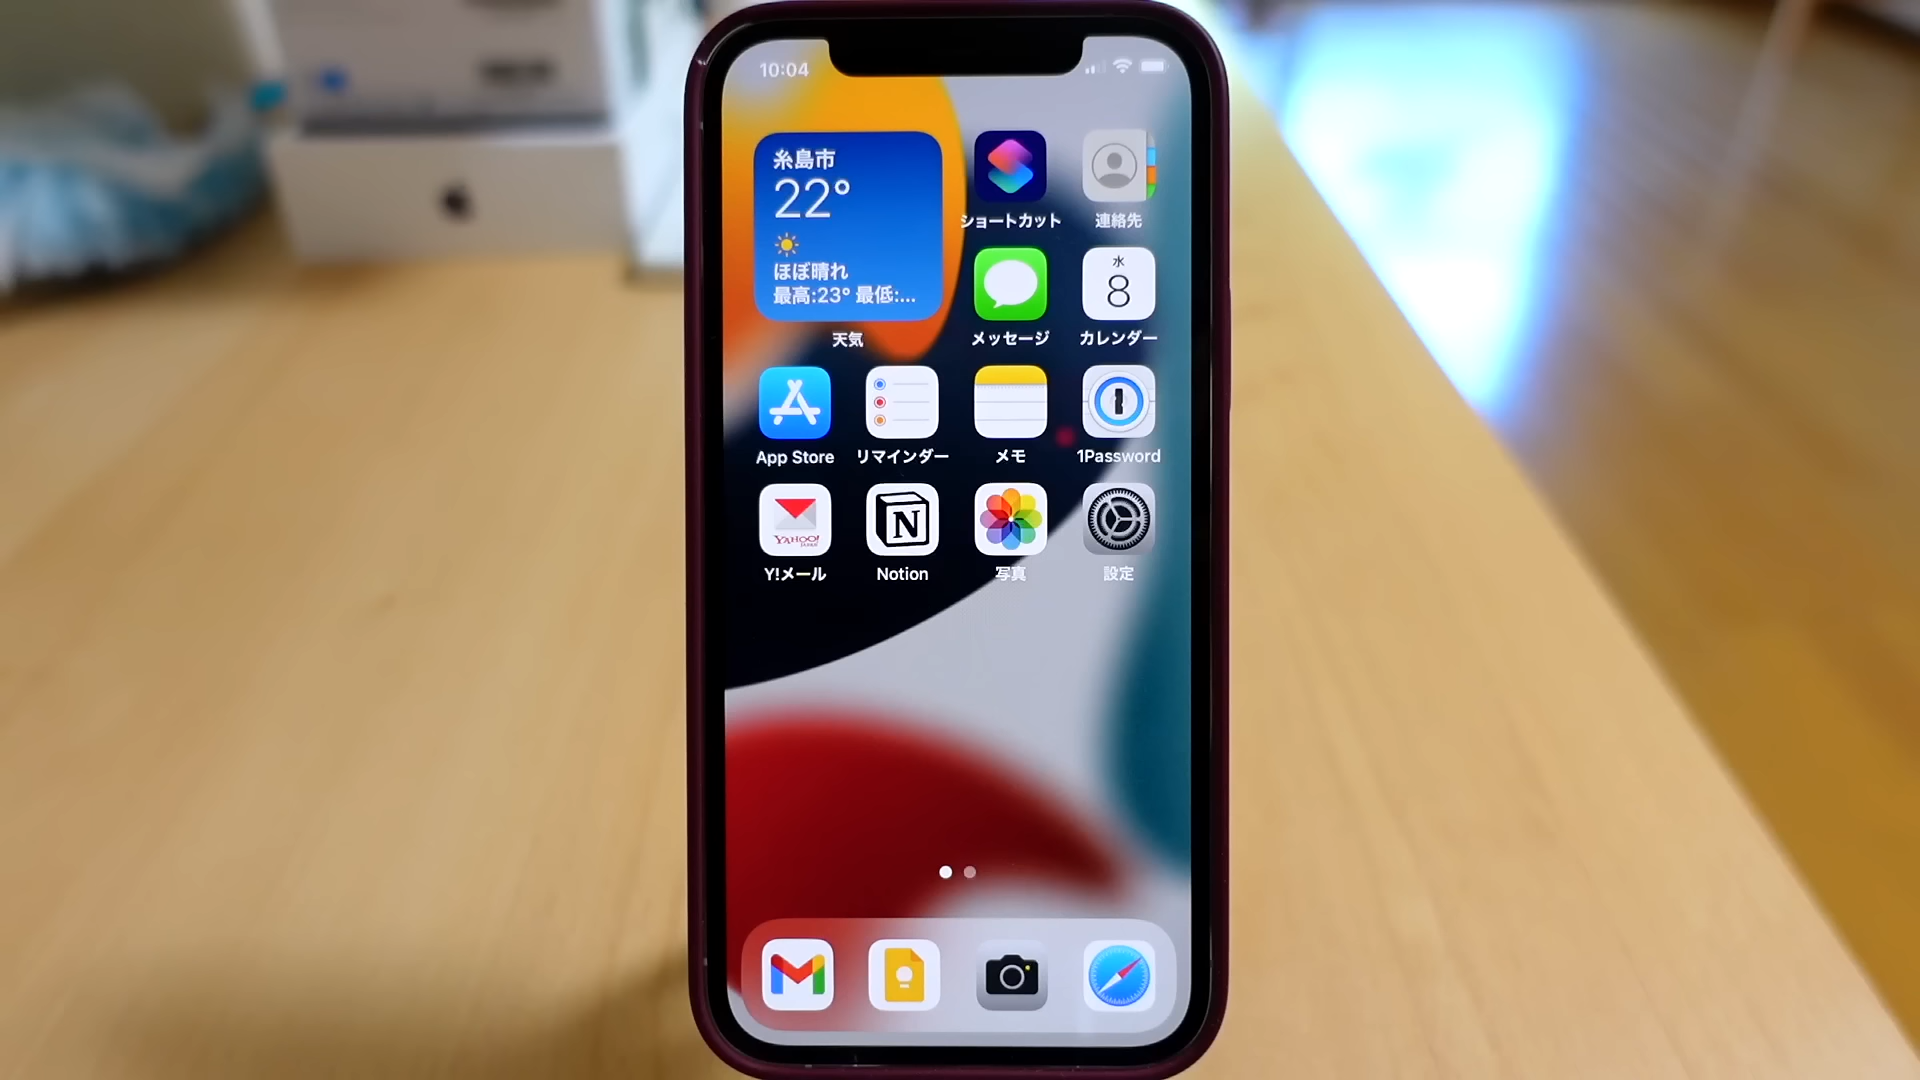 10:04
糸島市
22°
ほぼ晴れ
最高:23° 最低:...
天気
ショートカット
連絡先
メッセージ
水
8
カレンダー
App Store
リマインダー
メモ
1Password
YAHOO!
JAPAN
Y!メール
N
Notion
写真
設定